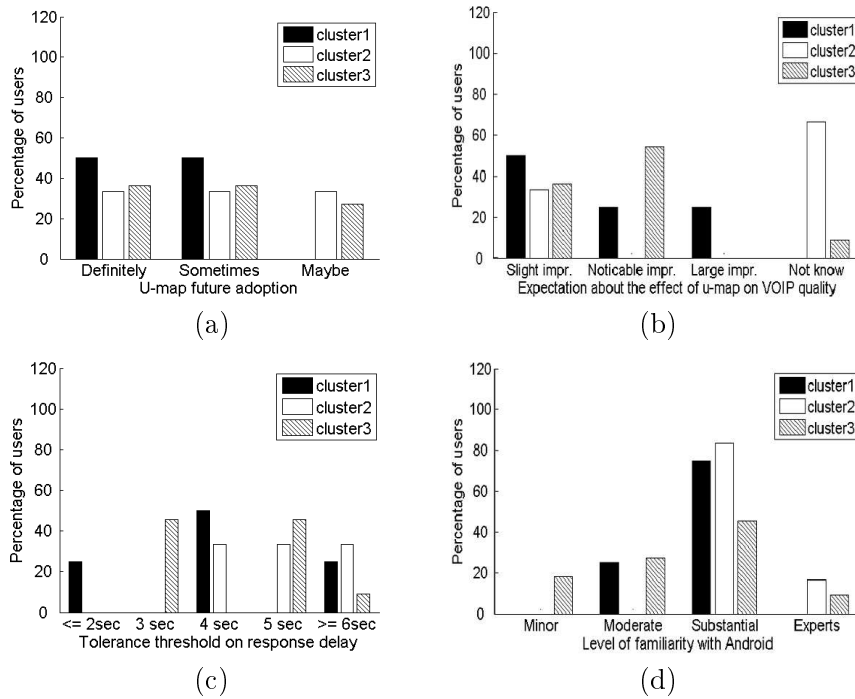 120
100
80
60
40
20
0
Percentage of users
cluster1
cluster2
cluster3
Definitely Sometimes Maybe
U-map future adoption
(a)
120
100
80
60
40
20
0
Percentage of users
cluster1
cluster2
cluster3
Slight impr. Noticable impr. Large impr. Not know
Expectation about the effect of u-map on VOIP quality
(b)
120
100
80
60
40
20
0
Percentage of users
cluster1
cluster2
cluster3
<= 2sec 3 sec 4 sec 5 sec >= 6sec
Tolerance threshold on response delay
(c)
120
100
80
60
40
20
0
Percentage of users
cluster1
cluster2
cluster3
Minor Moderate Substantial Experts
Level of familiarity with Android
(d)